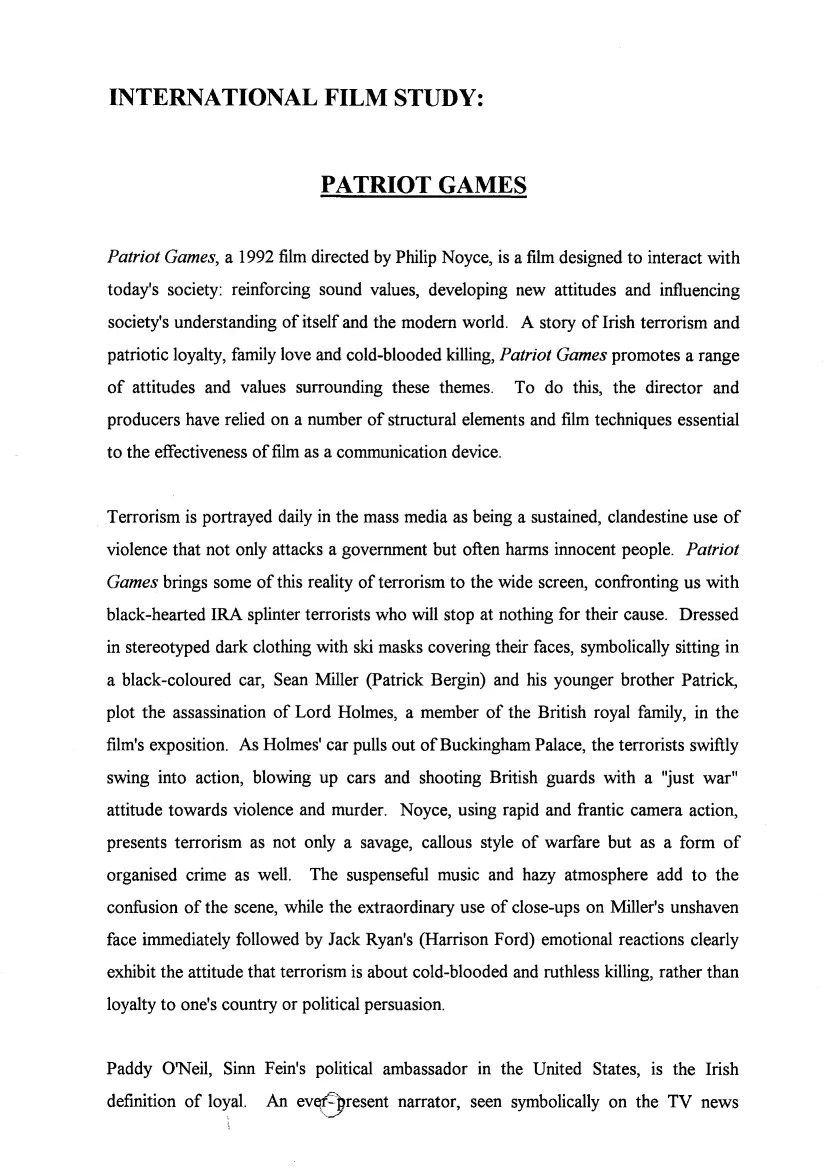 INTERNATIONAL FILM STUDY:
PATRIOT GAMES
Patriot Games, a 1992 film directed by Philip Noyce, is a film designed to interact with
today's society: reinforcing sound values, developing new attitudes and influencing
society's understanding of itself and the modern world. A story of Irish terrorism and
patriotic loyalty, family love and cold-blooded killing, Patriot Games promotes a range
of attitudes and values surrounding these themes. To do this, the director and
producers have relied on a number of structural elements and film techniques essential
to the effectiveness of film as a communication device.
Terrorism is portrayed daily in the mass media as being a sustained, clandestine use of
violence that not only attacks a government but often harms innocent people. Patriot
Games brings some of this reality of terrorism to the wide screen, confronting us with
black-hearted IRA splinter terrorists who will stop at nothing for their cause. Dressed
in stereotyped dark clothing with ski masks covering their faces, symbolically sitting in
a black-coloured car, Sean Miller (Patrick Bergin) and his younger brother Patrick,
plot the assassination of Lord Holmes, a member of the British royal family, in the
film's exposition. As Holmes' car pulls out of Buckingham Palace, the terrorists swiftly
swing into action, blowing up cars and shooting British guards with a "just war"
attitude towards violence and murder. Noyce, using rapid and frantic camera action,
presents terrorism as not only a savage, callous style of warfare but as a form of
organised crime as well. The suspenseful music and hazy atmosphere add to the
confusion of the scene, while the extraordinary use of close-ups on Miller's unshaven
face immediately followed by Jack Ryan's (Harrison Ford) emotional reactions clearly
exhibit the attitude that terrorism is about cold-blooded and ruthless killing, rather than
loyalty to one's country or political persuasion.
Paddy O'Neil, Sinn Fein's political ambassador in the United States, is the Irish
definition of loyal. An ever-present narrator, seen symbolically on the TV news